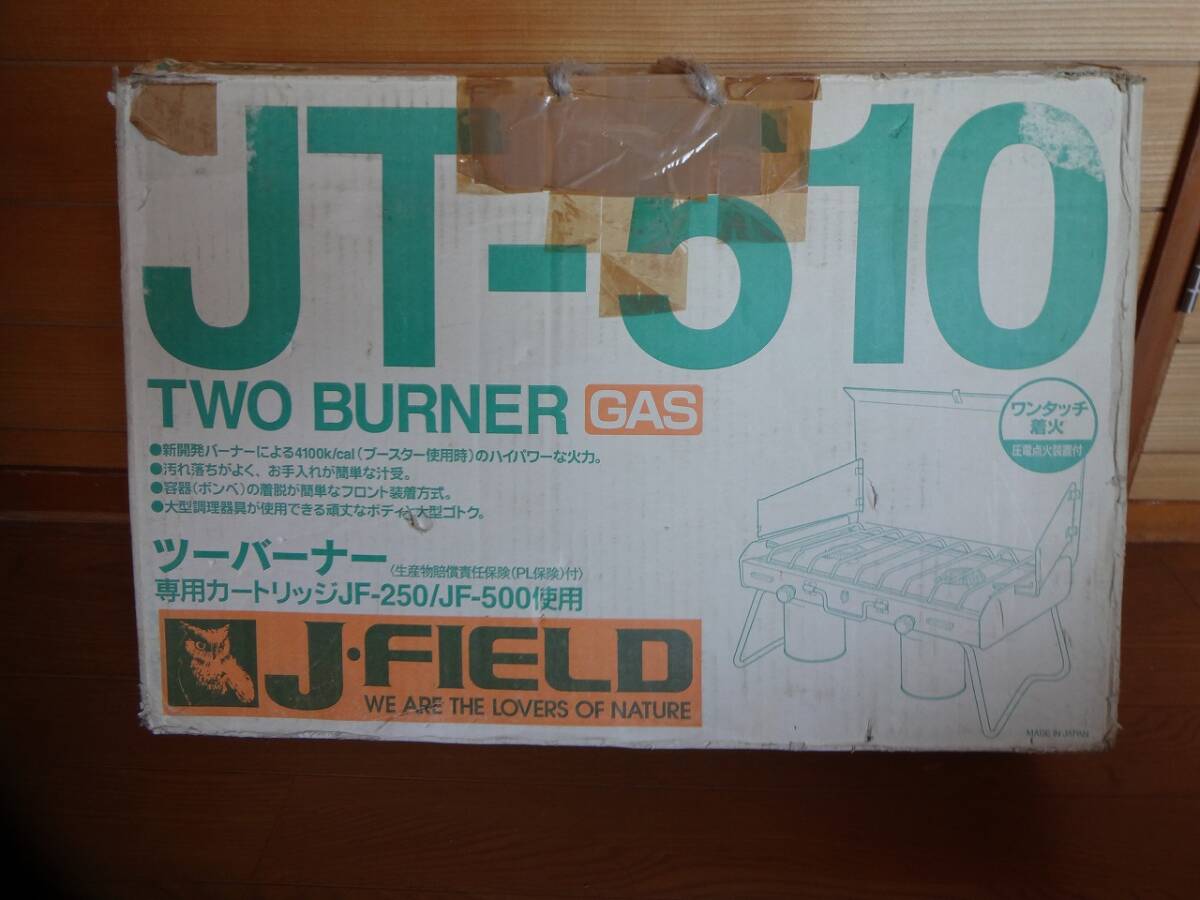 JT-510
TWO BURNER GAS
●新開発バーナーによる4100k/cal(ブースター使用時)のハイパワーな火力。
●汚れ落ちがよく、お手入れが簡単な汁受。
●容器(ボンベ)の着脱が簡単なフロント装着方式。
●大型調理器具が使用できる頑丈なボディと大型ゴトク。
ツーバーナー〈生産物賠償責任保険(PL保険)付〉
専用カートリッジJF-250/JF-500使用
J・FIELD
WE ARE THE LOVERS OF NATURE
ワンタッチ
着火
圧電点火装置付
MADE IN JAPAN